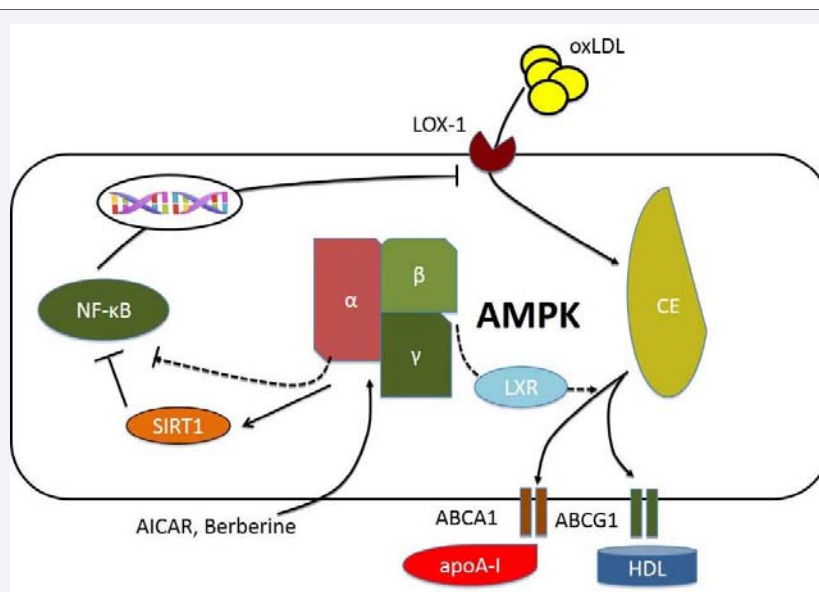 oxLDL
LOX-1
NF-κB
α
β
γ
AMPK
CE
LXR
SIRT1
AICAR, Berberine
ABCA1
ABCG1
apoA-I
HDL